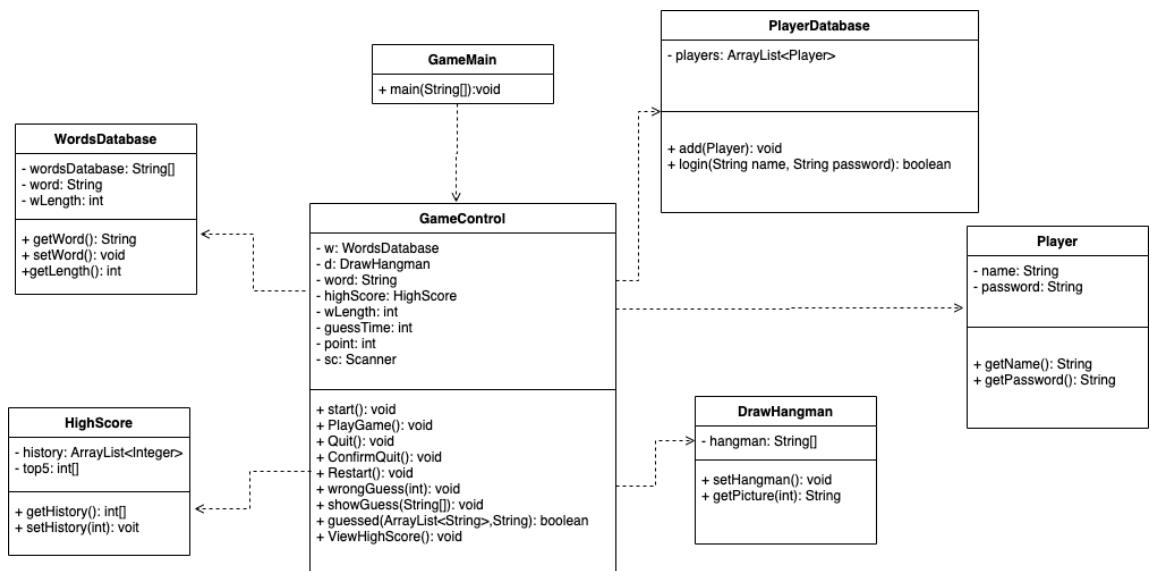 GameMain
+ main(String[]):void
PlayerDatabase
- players: ArrayList<Player>
+ add(Player): void
+ login(String name, String password): boolean
WordsDatabase
- wordsDatabase: String[]
- word: String
- wLength: int
+ getWord(): String
+ setWord(): void
+getLength(): int
GameControl
- w: WordsDatabase
- d: DrawHangman
- word: String
- highScore: HighScore
- wLength: int
- guessTime: int
- point: int
- sc: Scanner
+ start(): void
+ PlayGame(): void
+ Quit(): void
+ ConfirmQuit(): void
+ Restart(): void
+ wrongGuess(int): void
+ showGuess(String[]): void
+ guessed(ArrayList<String>,String): boolean
+ ViewHighScore(): void
Player
- name: String
- password: String
+ getName(): String
+ getPassword(): String
HighScore
- history: ArrayList<Integer>
- top5: int[]
+ getHistory(): int[]
+ setHistory(int): voit
DrawHangman
- hangman: String[]
+ setHangman(): void
+ getPicture(int): String